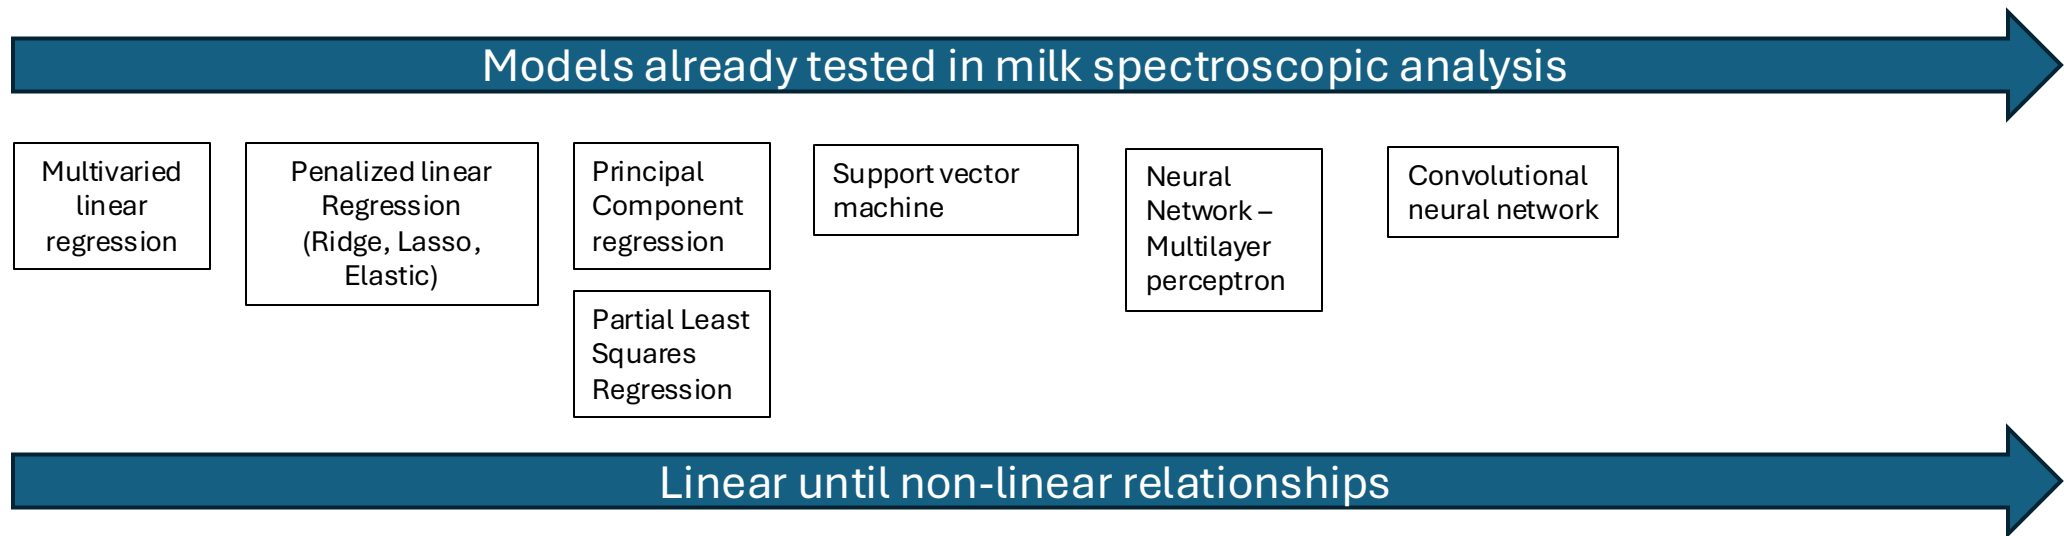 Models already tested in milk spectroscopic analysis
Multivaried
linear
regression
Penalized linear
Regression
(Ridge, Lasso,
Elastic)
Principal
Component
regression
Partial Least
Squares
Regression
Support vector
machine
Neural
Network –
Multilayer
perceptron
Convolutional
neural network
Linear until non-linear relationships